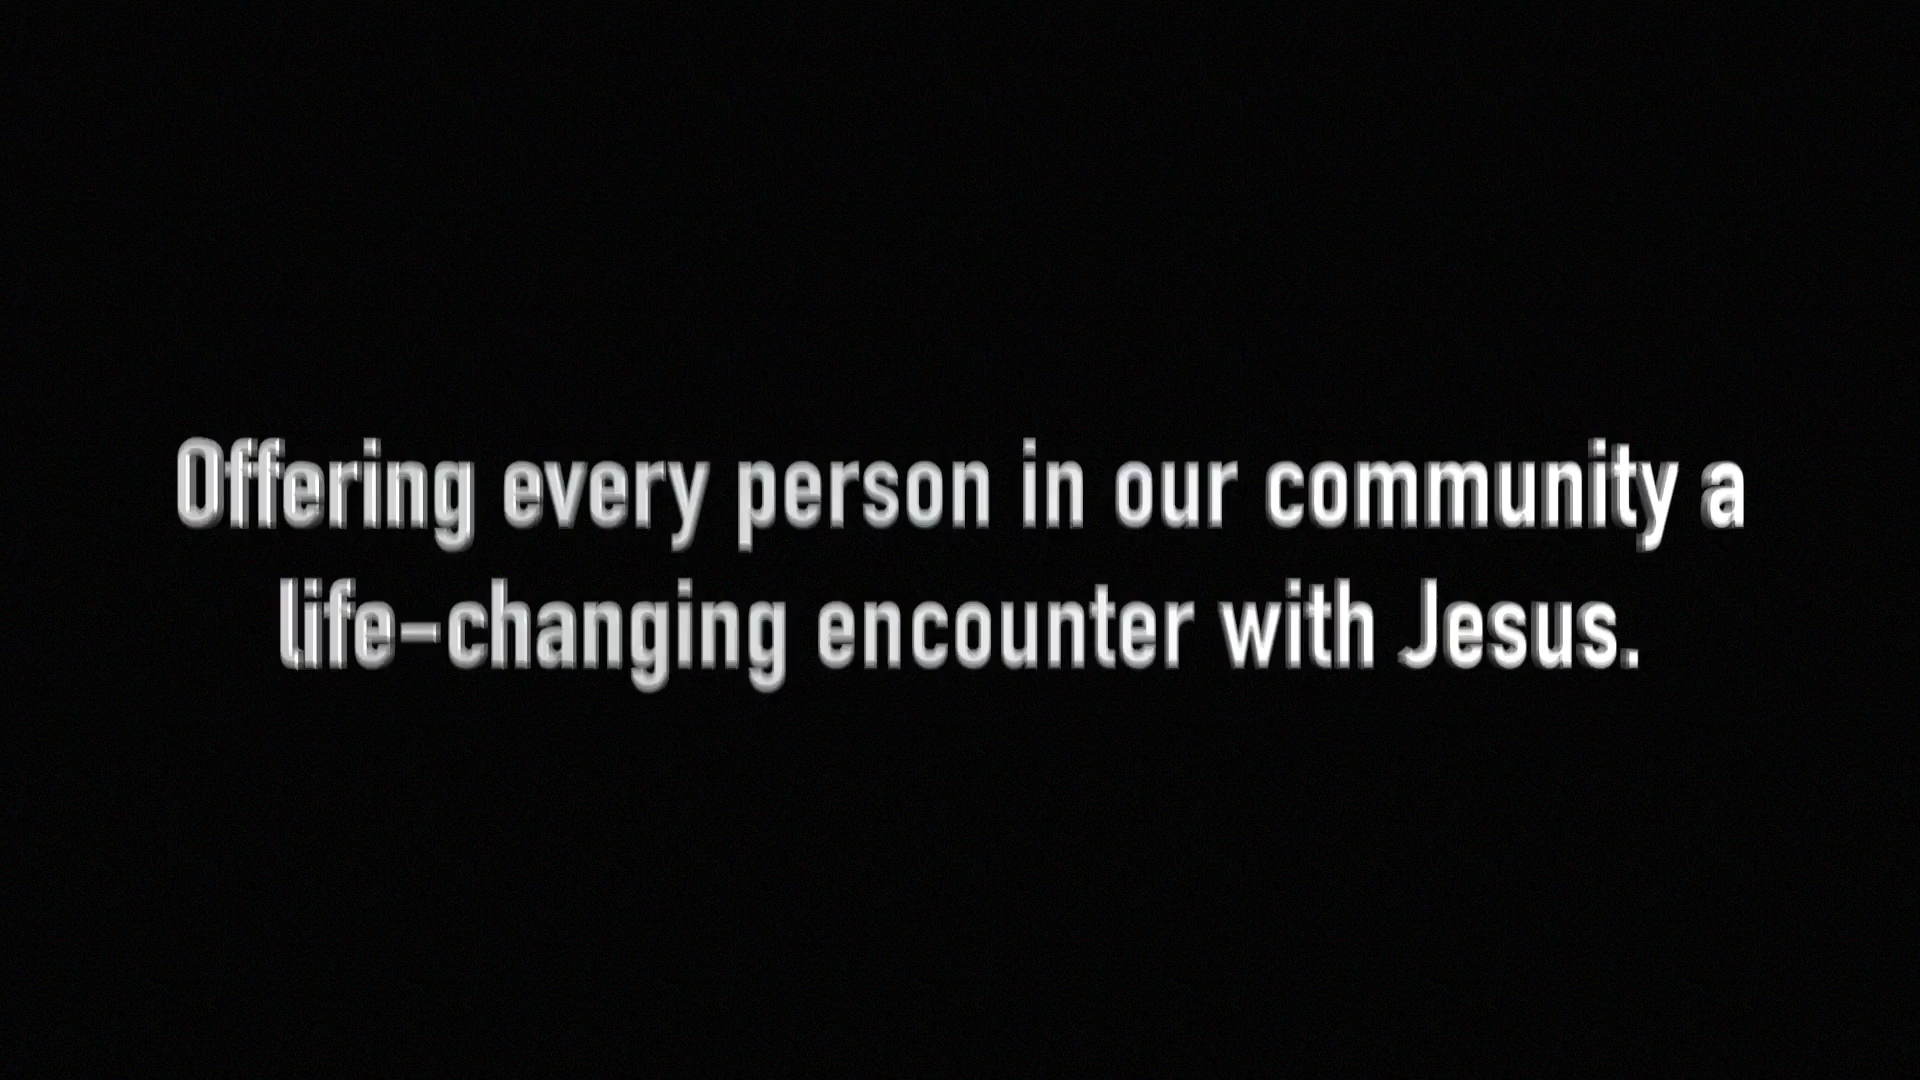 Offering every person in our community a
life-changing encounter with Jesus.